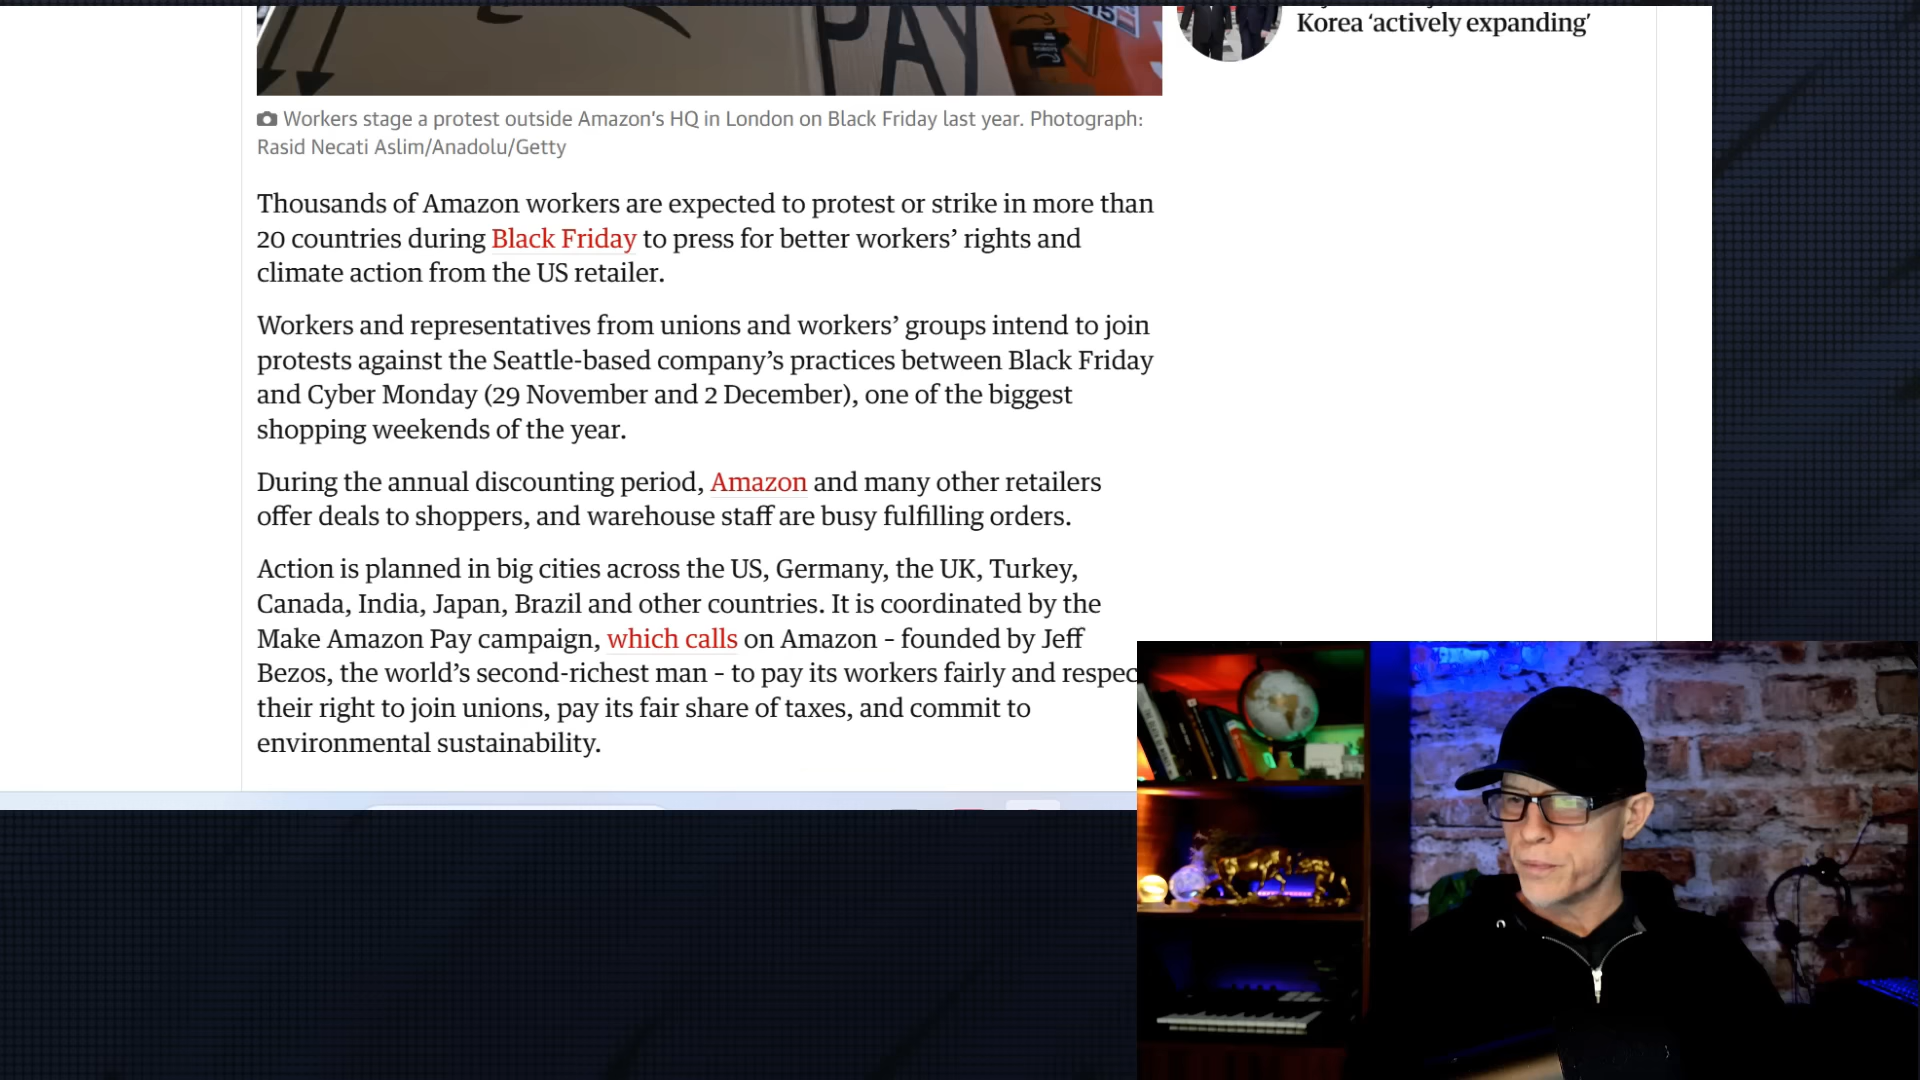 PAY
Korea ‘actively expanding’
Workers stage a protest outside Amazon's HQ in London on Black Friday last year. Photograph:
Rasid Necati Aslim/Anadolu/Getty
Thousands of Amazon workers are expected to protest or strike in more than
20 countries during Black Friday to press for better workers’ rights and
climate action from the US retailer.
Workers and representatives from unions and workers’ groups intend to join
protests against the Seattle-based company’s practices between Black Friday
and Cyber Monday (29 November and 2 December), one of the biggest
shopping weekends of the year.
During the annual discounting period, Amazon and many other retailers
offer deals to shoppers, and warehouse staff are busy fulfilling orders.
Action is planned in big cities across the US, Germany, the UK, Turkey,
Canada, India, Japan, Brazil and other countries. It is coordinated by the
Make Amazon Pay campaign, which calls on Amazon – founded by Jeff
Bezos, the world’s second-richest man – to pay its workers fairly and respec
their right to join unions, pay its fair share of taxes, and commit to
environmental sustainability.